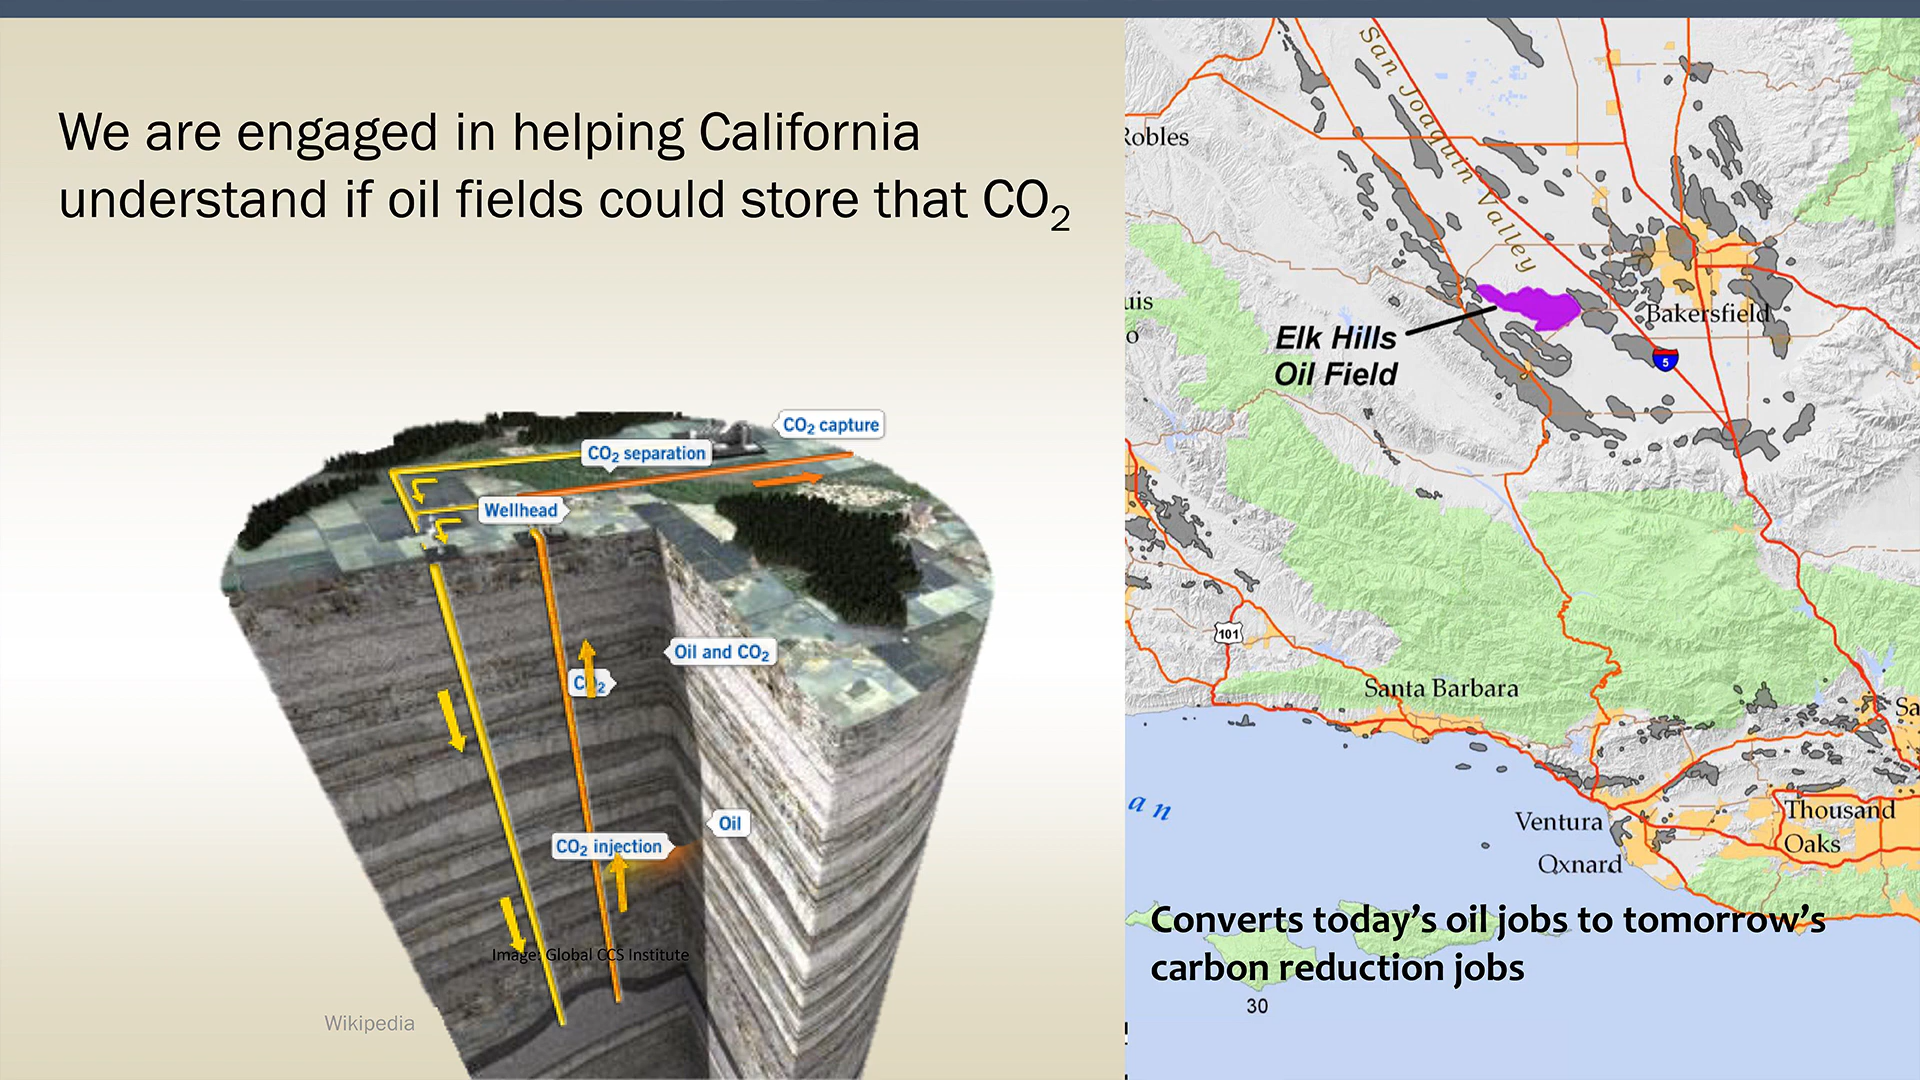 We are engaged in helping California
understand if oil fields could store that CO₂
CO₂ capture
CO₂ separation
Wellhead
Oil and CO₂
CO₂
Oil
CO₂ injection
Image: Global CCS Institute
Wikipedia
San Joaquin Valley
Robles
uis
o
Bakersfield
Elk Hills
Oil Field
5
101
Santa Barbara
Sa
an
Ventura
Thousand
Oaks
Oxnard
Converts today’s oil jobs to tomorrow’s
carbon reduction jobs
30